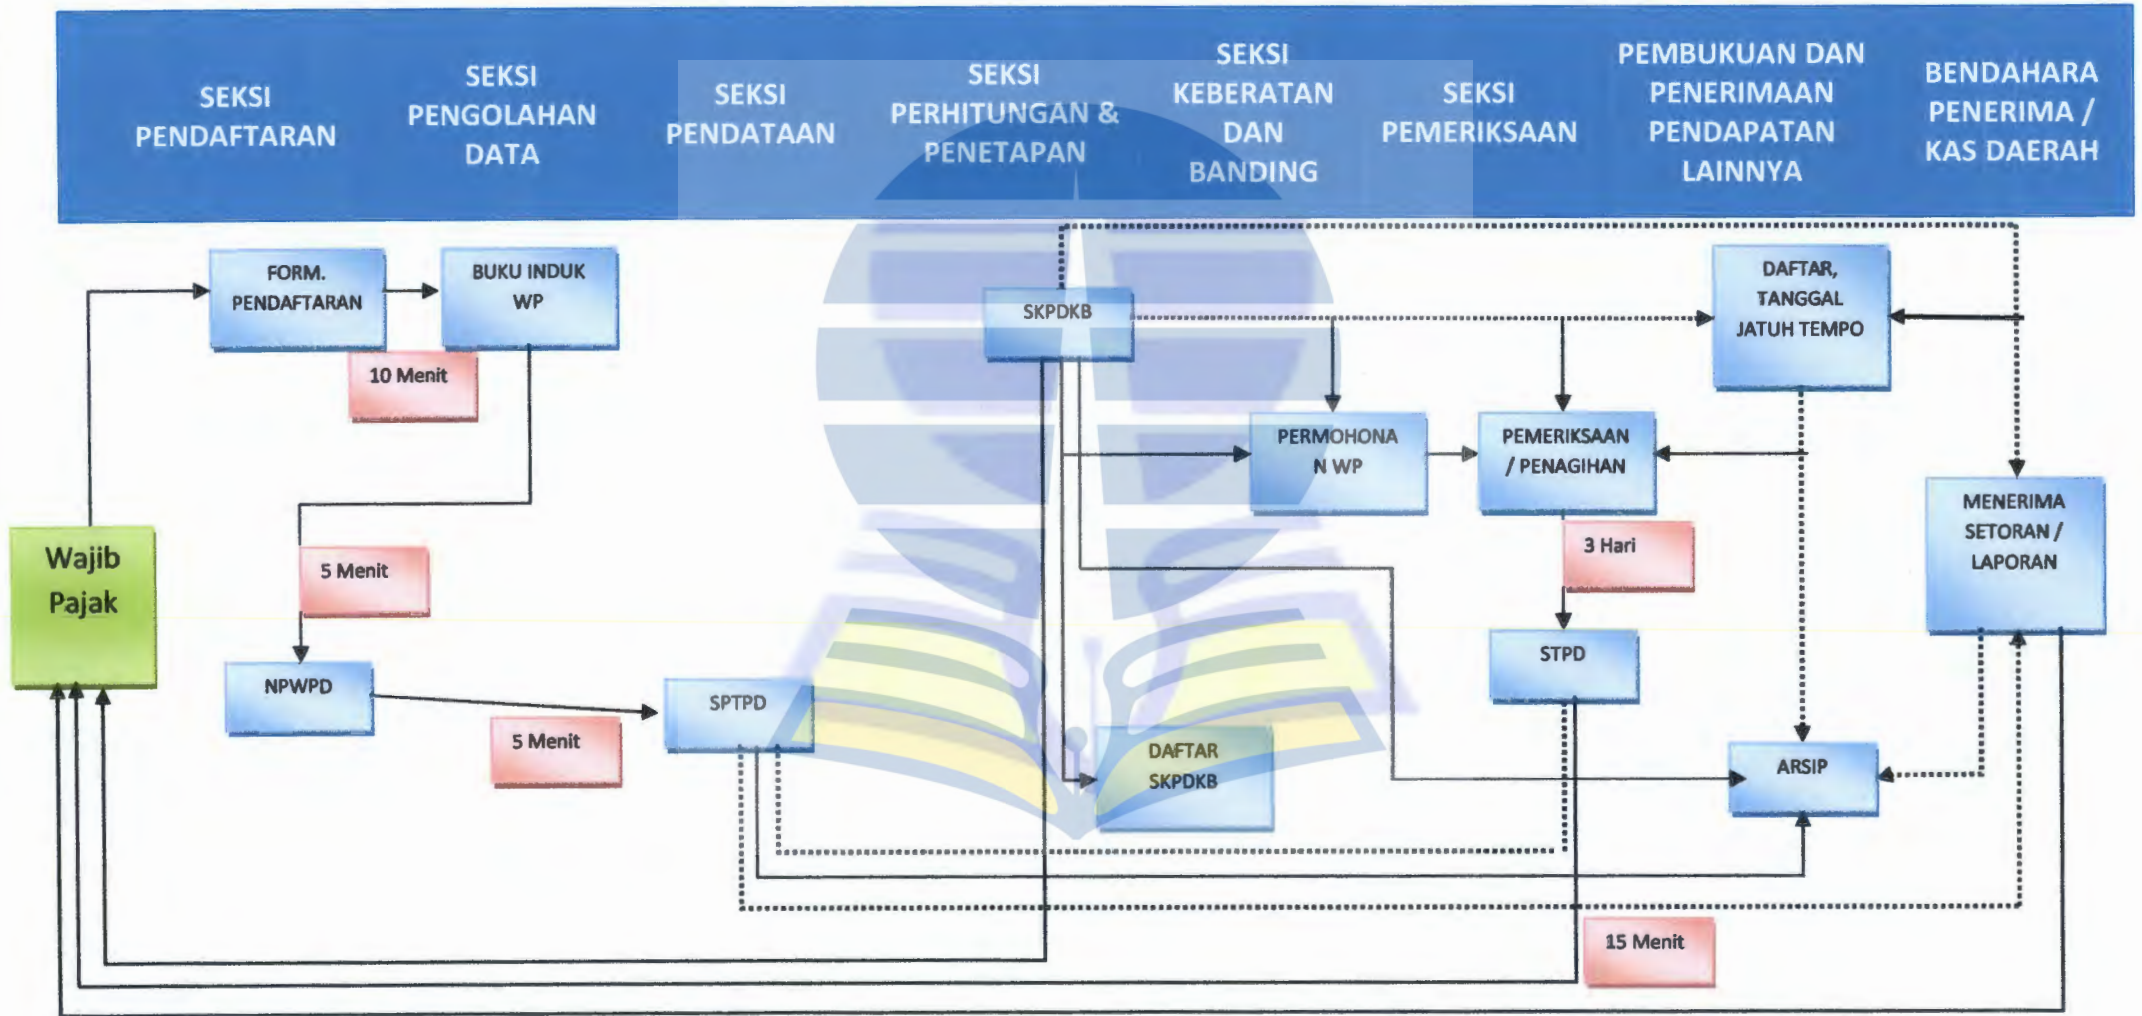 SEKSI
PENDAFTARAN
SEKSI
PENGOLAHAN
DATA
SEKSI
PENDATAAN
SEKSI
PERHITUNGAN &
PENETAPAN
SEKSI
KEBERATAN
DAN
BANDING
SEKSI
PEMERIKSAAN
PEMBUKUAN DAN
PENERIMAAN
PENDAPATAN
LAINNYA
BENDAHARA
PENERIMA /
KAS DAERAH
FORM.
PENDAFTARAN
BUKU INDUK
WP
10 Menit
SKPDKB
DAFTAR,
TANGGAL
JATUH TEMPO
PERMOHONA
N WP
PEMERIKSAAN
/ PENAGIHAN
MENERIMA
SETORAN /
LAPORAN
Wajib
Pajak
5 Menit
3 Hari
NPWPD
5 Menit
SPTPD
STPD
DAFTAR
SKPDKB
ARSIP
15 Menit